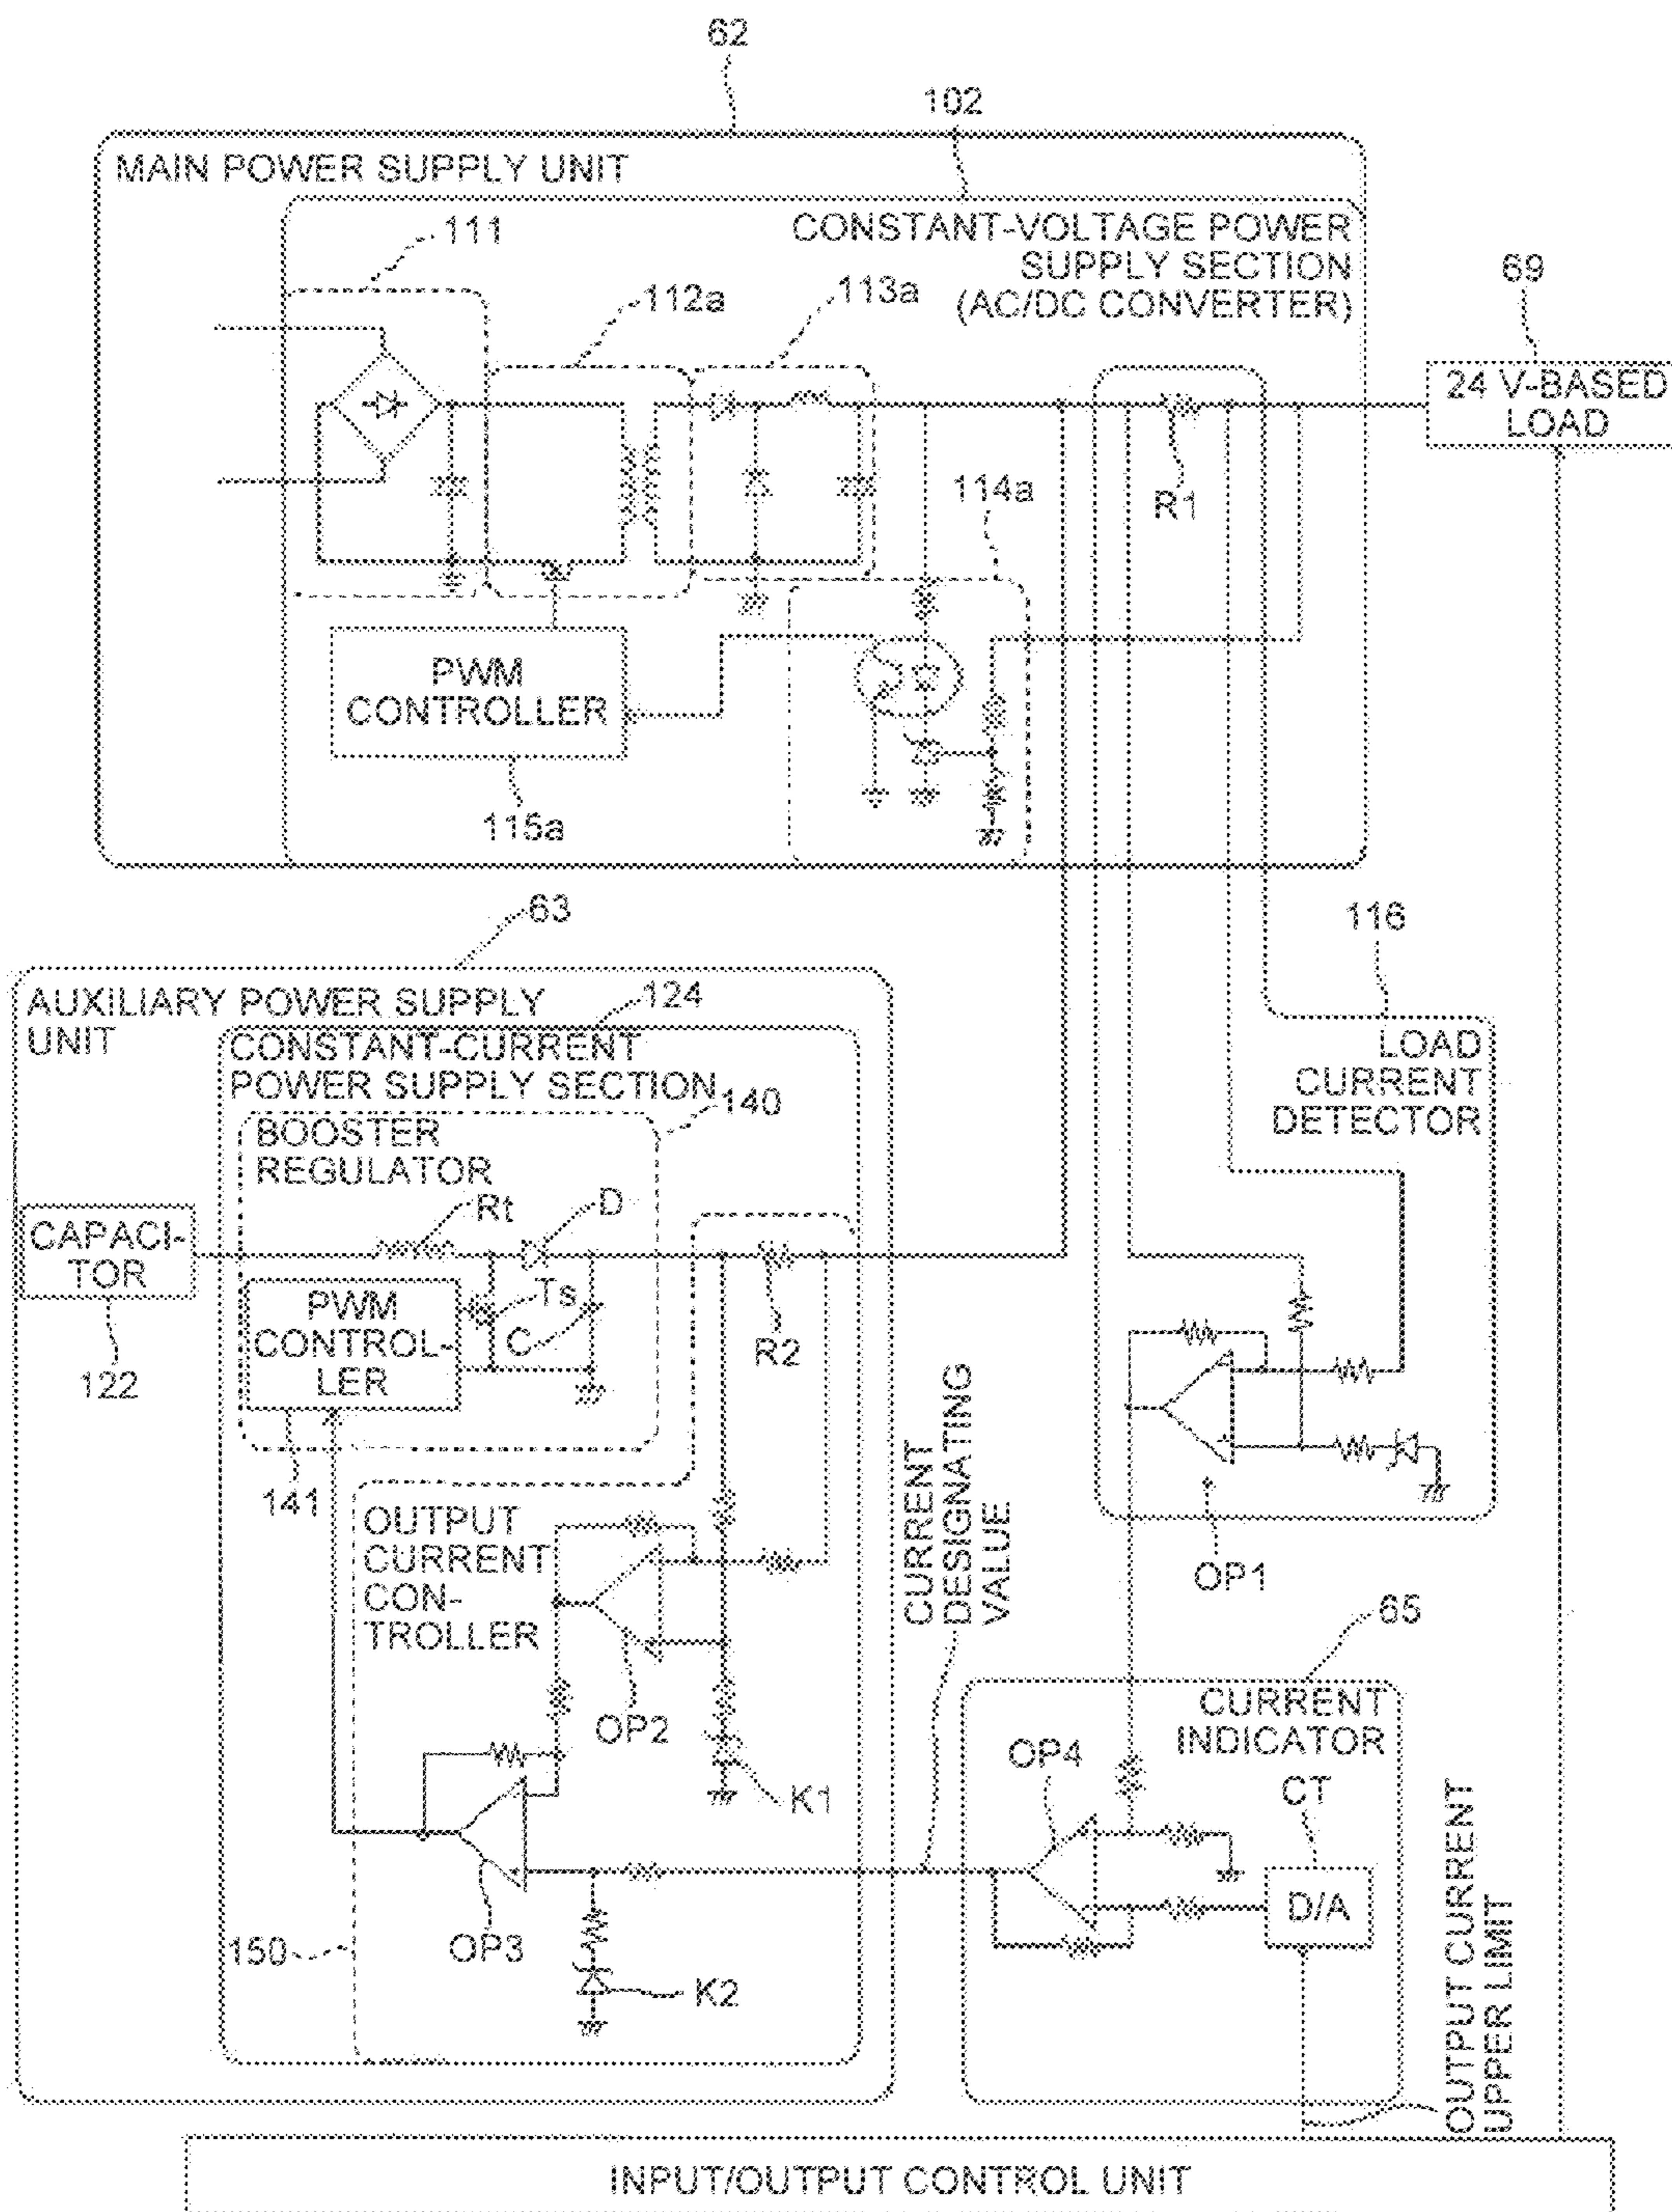 62
102
MAIN POWER SUPPLY UNIT
CONSTANT-VOLTAGE POWER
SUPPLY SECTION
(AC/DC CONVERTER)
111
112a
113a
69
24 V-BASED
LOAD
R1
114a
PWM
CONTROLLER
115a
63
116
AUXILIARY POWER SUPPLY
UNIT
124
CONSTANT-CURRENT
POWER SUPPLY SECTION
LOAD
CURRENT
DETECTOR
140
BOOSTER
REGULATOR
Rt
D
CAPACI-
TOR
122
PWM
CONTROL-
LER
Ts
C
R2
141
OUTPUT
CURRENT
CON-
TROLLER
CURRENT
DESIGNATING
VALUE
OP1
65
OP2
CURRENT
INDICATOR
OP4
K1
CT
D/A
OP3
150
K2
OUTPUT CURRENT
UPPER LIMIT
INPUT/OUTPUT CONTROL UNIT